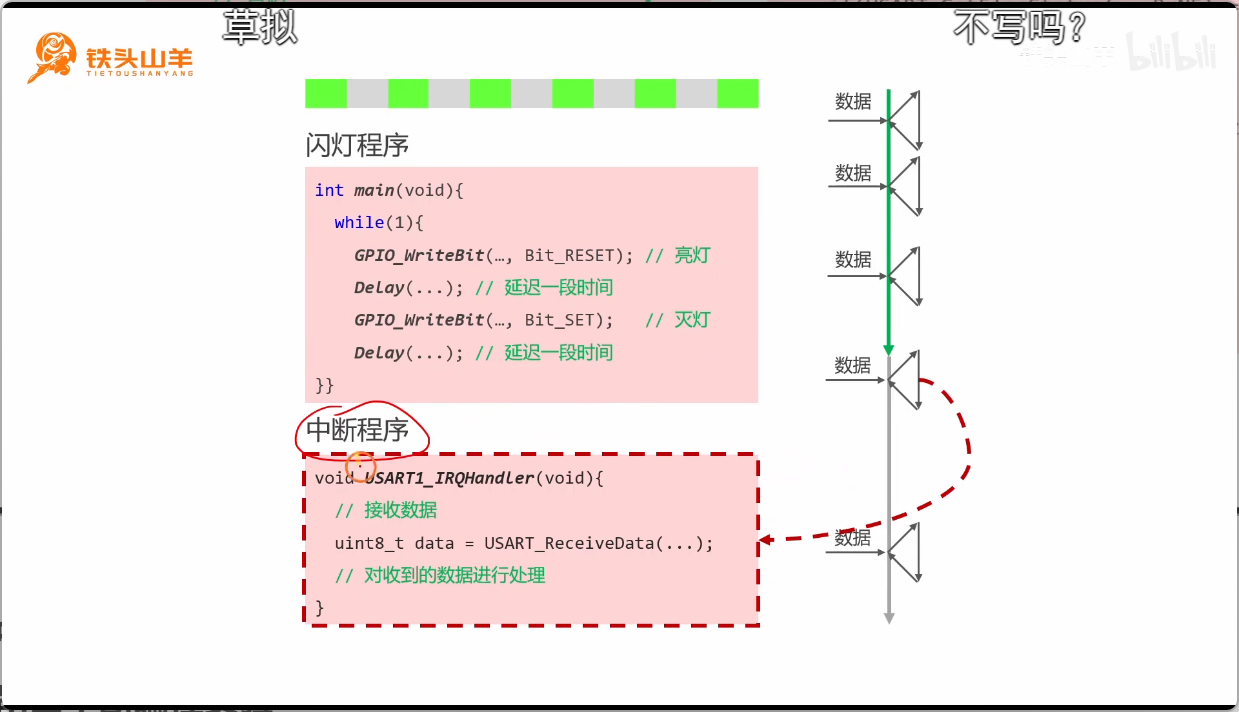 草拟
不写吗？
铁头山羊
TIETOUSHANYANG
bilibili
闪灯程序
int main(void){
while(1){
GPIO_WriteBit(…, Bit_RESET); // 亮灯
Delay(...); // 延迟一段时间
GPIO_WriteBit(…, Bit_SET); // 灭灯
Delay(...); // 延迟一段时间
}}
中断程序
void USART1_IRQHandler(void){
// 接收数据
uint8_t data = USART_ReceiveData(...);
// 对收到的数据进行处理
}
数据
数据
数据
数据
数据